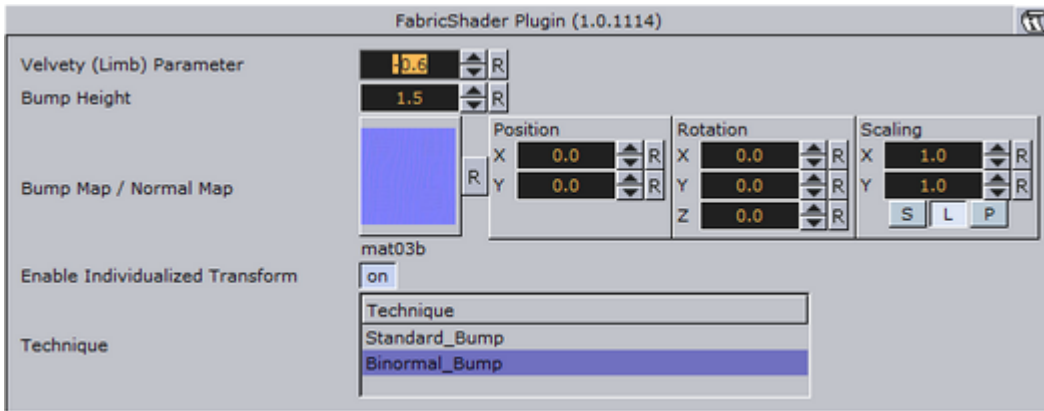 FabricShader Plugin (1.0.1114)
Velvety (Limb) Parameter -0.6 R
Bump Height 1.5 R
Position Rotation Scaling
X 0.0 R X 0.0 R X 1.0 R
Bump Map / Normal Map R Y 0.0 R Y 0.0 R Y 1.0 R
Z 0.0 R S L P
mat03b
Enable Individualized Transform on
Technique
Technique
Standard_Bump
Binormal_Bump